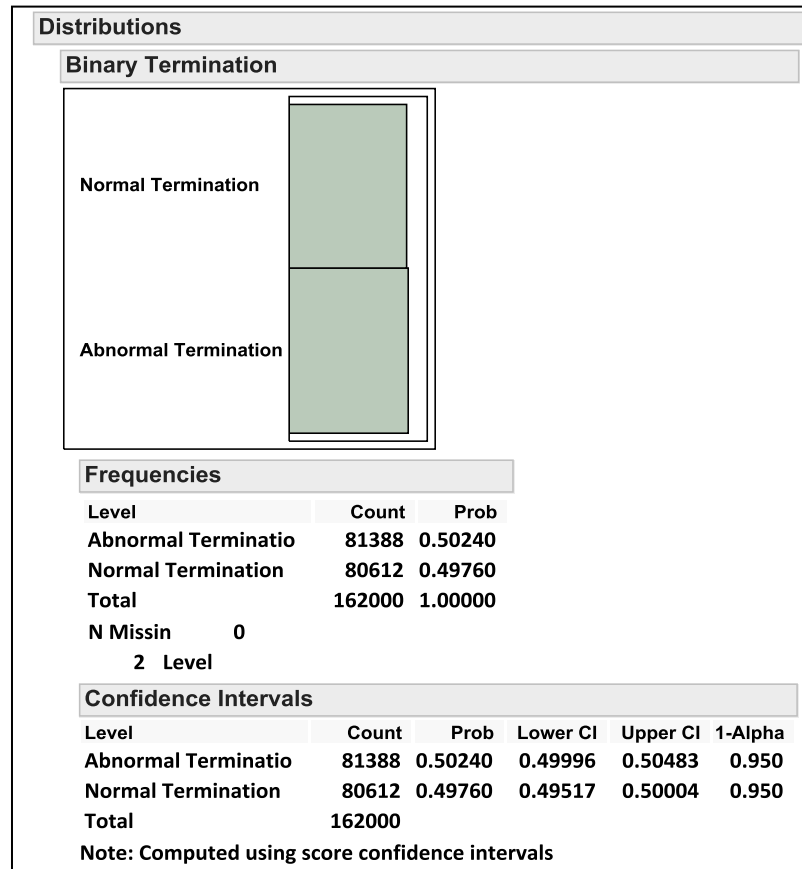 Distributions
Binary Termination
Normal Termination
Abnormal Termination
Frequencies
Level Count Prob
Abnormal Terminatio 81388 0.50240
Normal Termination 80612 0.49760
Total 162000 1.00000
N Missin 0
2 Level
Confidence Intervals
Level Count Prob Lower CI Upper CI 1-Alpha
Abnormal Terminatio 81388 0.50240 0.49996 0.50483 0.950
Normal Termination 80612 0.49760 0.49517 0.50004 0.950
Total 162000
Note: Computed using score confidence intervals